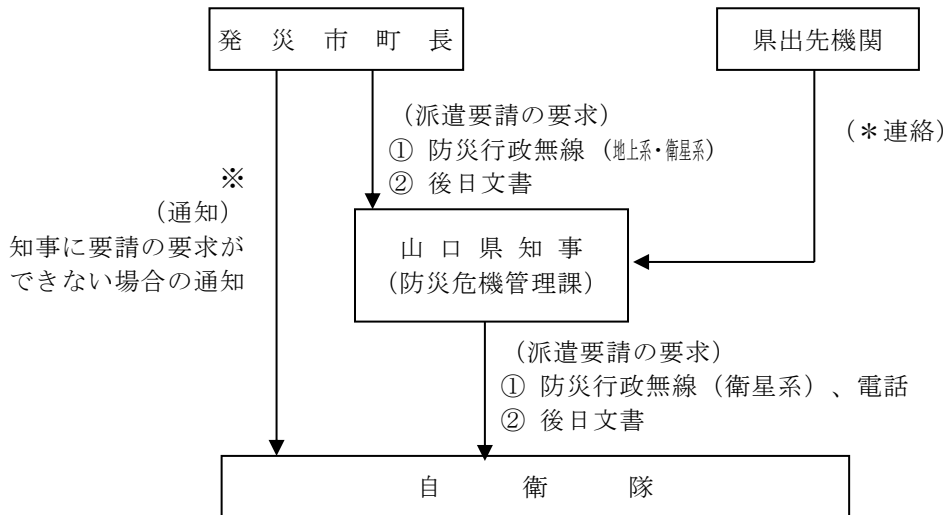 発 災 市 町 長
県出先機関
(派遣要請の要求)
① 防災行政無線 (地上系・衛星系)
② 後日文書
(＊連絡)
※
(通知)
知事に要請の要求が
できない場合の通知
山 口 県 知 事
(防災危機管理課)
(派遣要請の要求)
① 防災行政無線(衛星系)、電話
② 後日文書
自 衛 隊